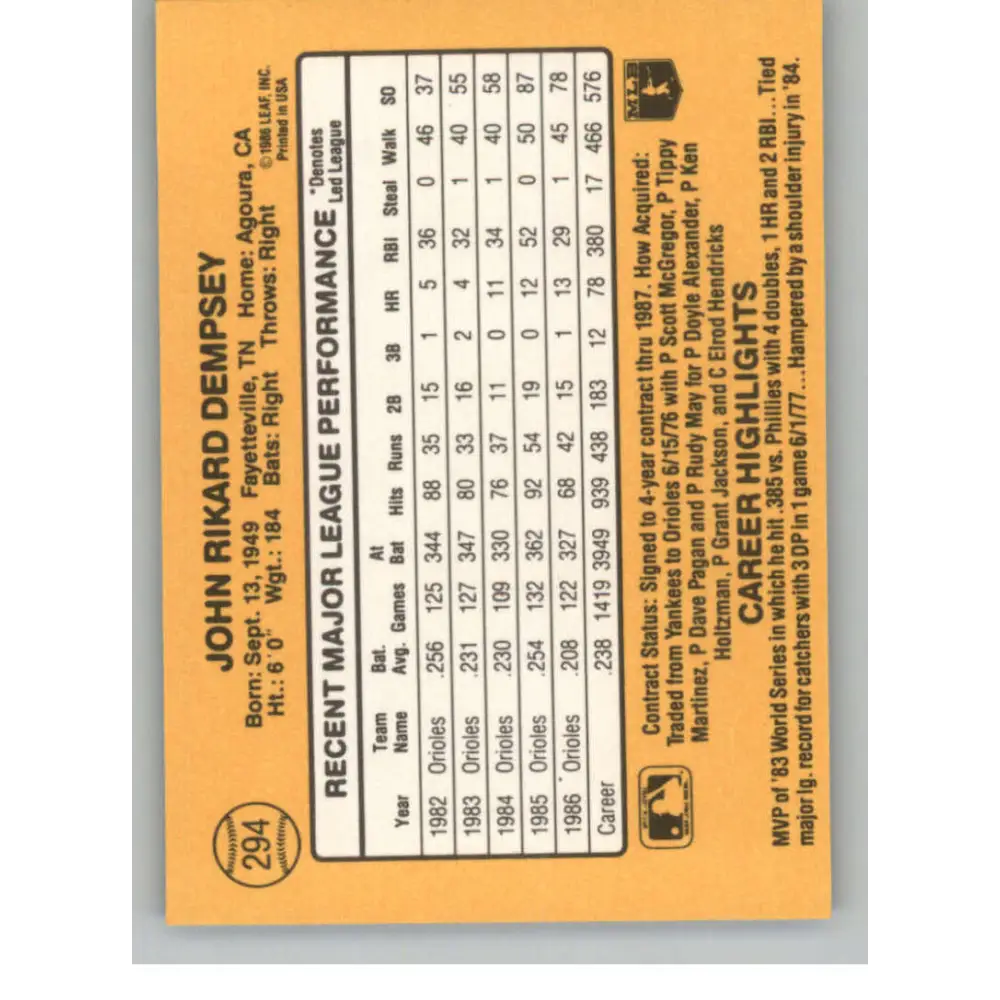 294
JOHN RIKARD DEMPSEY
Born: Sept. 13, 1949 Fayetteville, TN Home: Agoura, CA
Ht.: 6'0" Wgt.: 184 Bats: Right Throws: Right
© 1986 LEAF, INC.
Printed in USA
RECENT MAJOR LEAGUE PERFORMANCE
*Denotes
Led League
Year Team Name Bat. Avg. Games At Bat Hits Runs 2B 3B HR RBI Steal Walk SO
1982 Orioles .256 125 344 88 35 15 1 5 36 0 46 37
1983 Orioles .231 127 347 80 33 16 2 4 32 1 40 55
1984 Orioles .230 109 330 76 37 11 0 11 34 1 40 58
1985 Orioles .254 132 362 92 54 19 0 12 52 0 50 87
1986 Orioles .208 122 327 68 42 15 1 13 29 1 45 78
Career .238 1419 3949 939 438 183 12 78 380 17 466 576
Contract Status: Signed to 4-year contract thru 1987. How Acquired:
Traded from Yankees to Orioles 6/15/76 with P Scott McGregor, P Tippy
Martinez, P Dave Pagan and P Rudy May for P Doyle Alexander, P Ken
Holtzman, P Grant Jackson, and C Elrod Hendricks
MLB
CAREER HIGHLIGHTS
MVP of '83 World Series in which he hit .385 vs. Phillies with 4 doubles, 1 HR and 2 RBI...Tied
major lg. record for catchers with 3 DP in 1 game 6/1/77...Hampered by a shoulder injury in '84.